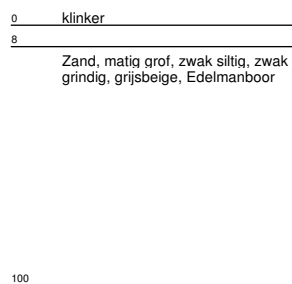 0 klinker
8
Zand, matig grof, zwak siltig, zwak
grindig, grijsbeige, Edelmanboor
100